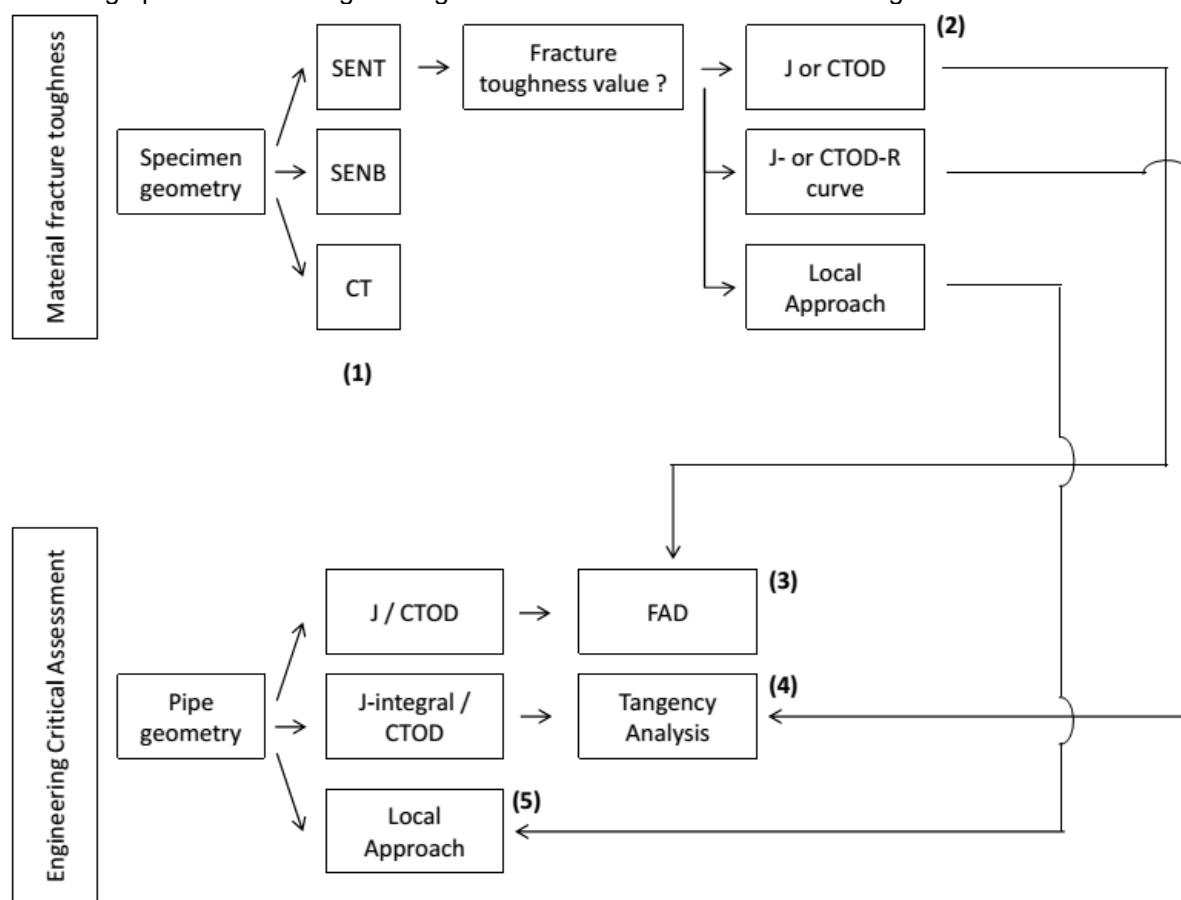 Material fracture toughness
Specimen
geometry
SENT
SENB
CT
(1)
Fracture
toughness value ?
J or CTOD
(2)
J- or CTOD-R
curve
Local
Approach
Engineering Critical Assessment
Pipe
geometry
J / CTOD
FAD
(3)
J-integral /
CTOD
Tangency
Analysis
(4)
Local
Approach
(5)